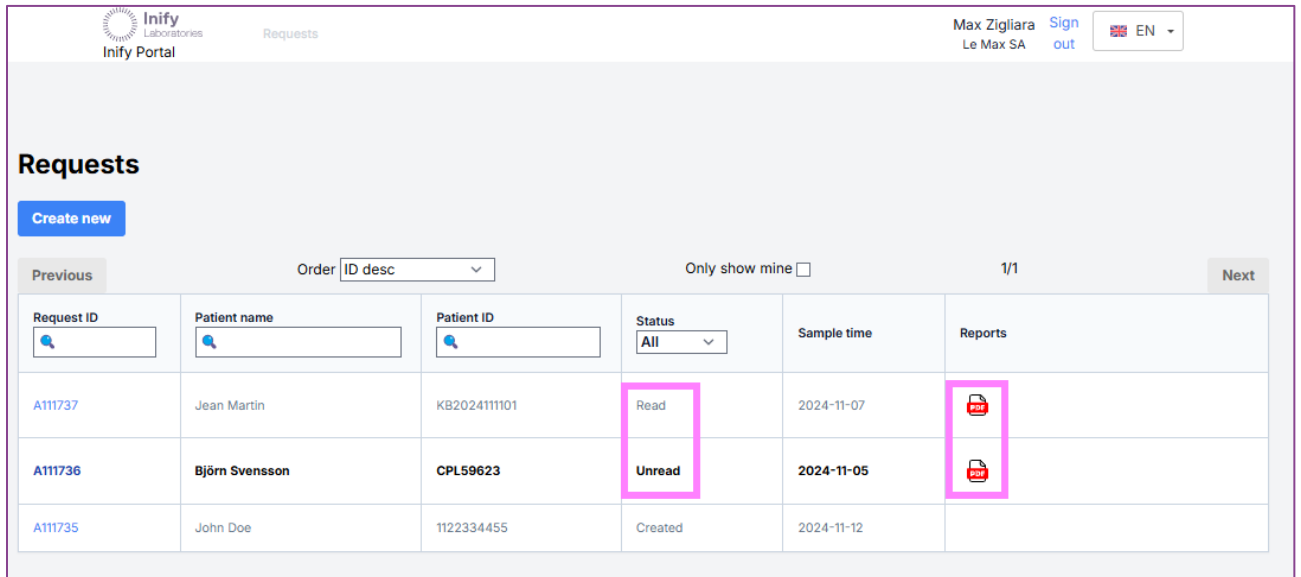 Inify
Laboratories
Inify Portal
Requests
Max Zigliara
Le Max SA
Sign
out
EN
Requests
Create new
Previous
Order ID desc
Only show mine
1/1
Next
Request ID
Patient name
Patient ID
Status
All
Sample time
Reports
A111737 Jean Martin KB2024111101 Read 2024-11-07 PDF
A111736 Björn Svensson CPL59623 Unread 2024-11-05 PDF
A111735 John Doe 1122334455 Created 2024-11-12